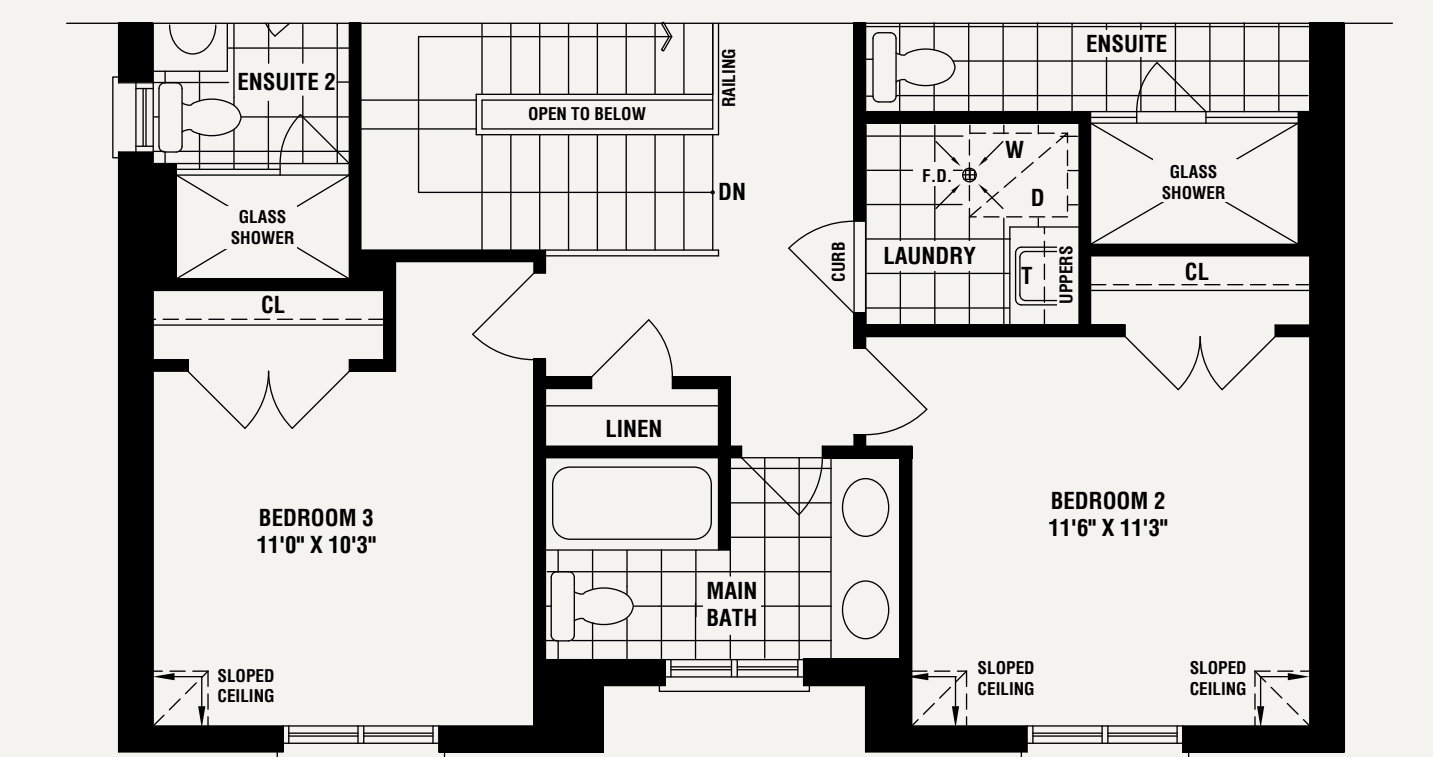 ENSUITE 2
OPEN TO BELOW
RAILING
ENSUITE
W
F.D.
D
GLASS
SHOWER
DN
GLASS
SHOWER
CURB
LAUNDRY
T
UPPERS
CL
CL
LINEN
BEDROOM 3
11'0" X 10'3"
BEDROOM 2
11'6" X 11'3"
MAIN
BATH
SLOPED
CEILING
SLOPED
CEILING
SLOPED
CEILING